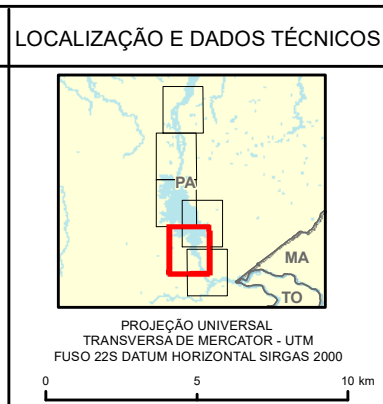 LOCALIZAÇÃO E DADOS TÉCNICOS
PA
MA
TO
PROJEÇÃO UNIVERSAL
TRANSVERSA DE MERCATOR - UTM
FUSO 22S DATUM HORIZONTAL SIRGAS 2000
0 5 10 km